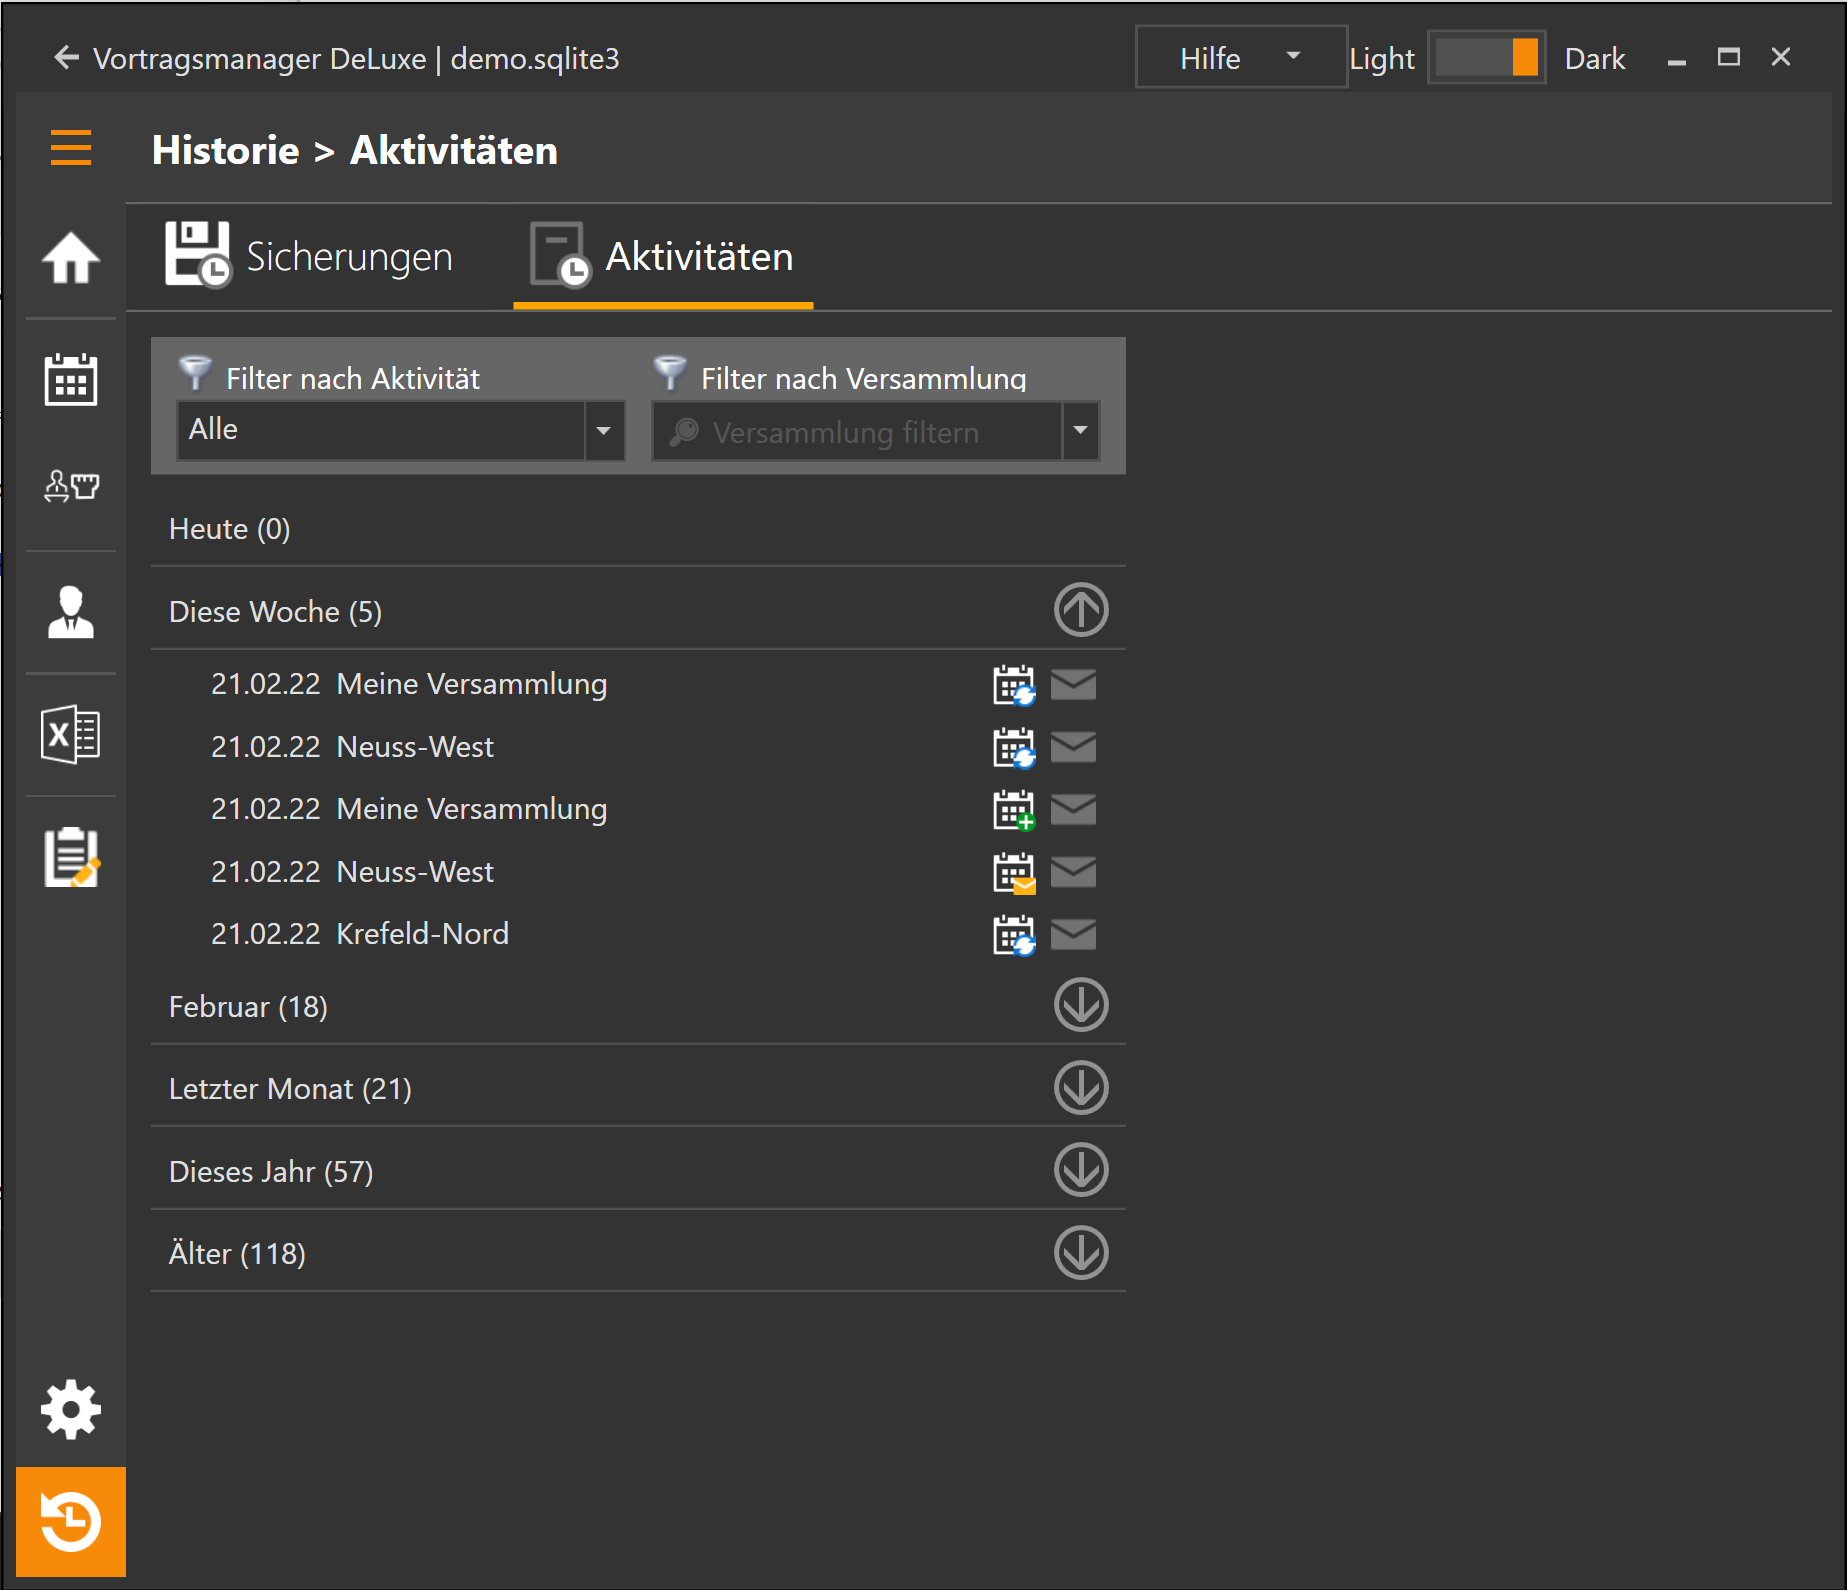 Vortragsmanager DeLuxe | demo.sqlite3
Hilfe
Light
Dark
Historie > Aktivitäten
Sicherungen
Aktivitäten
Filter nach Aktivität
Filter nach Versammlung
Alle
Versammlung filtern
Heute (0)
Diese Woche (5)
21.02.22 Meine Versammlung
21.02.22 Neuss-West
21.02.22 Meine Versammlung
21.02.22 Neuss-West
21.02.22 Krefeld-Nord
Februar (18)
Letzter Monat (21)
Dieses Jahr (57)
Älter (118)